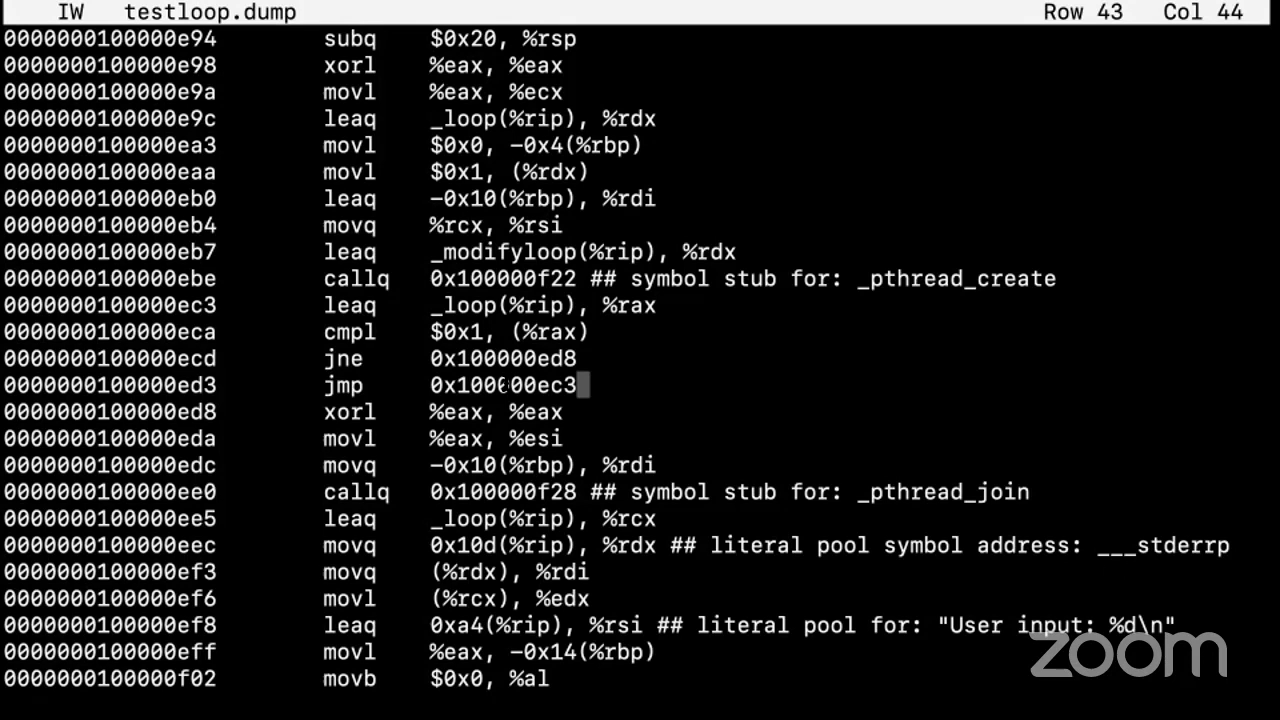 IW testloop.dump Row 43 Col 44
0000000100000e94 subq $0x20, %rsp
0000000100000e98 xorl %eax, %eax
0000000100000e9a movl %eax, %ecx
0000000100000e9c leaq _loop(%rip), %rdx
0000000100000ea3 movl $0x0, -0x4(%rbp)
0000000100000eaa movl $0x1, (%rdx)
0000000100000eb0 leaq -0x10(%rbp), %rdi
0000000100000eb4 movq %rcx, %rsi
0000000100000eb7 leaq _modifyloop(%rip), %rdx
0000000100000ebe callq 0x100000f22 ## symbol stub for: _pthread_create
0000000100000ec3 leaq _loop(%rip), %rax
0000000100000eca cmpl $0x1, (%rax)
0000000100000ecd jne 0x100000ed8
0000000100000ed3 jmp 0x100000ec3
0000000100000ed8 xorl %eax, %eax
0000000100000eda movl %eax, %esi
0000000100000edc movq -0x10(%rbp), %rdi
0000000100000ee0 callq 0x100000f28 ## symbol stub for: _pthread_join
0000000100000ee5 leaq _loop(%rip), %rcx
0000000100000eec movq 0x10d(%rip), %rdx ## literal pool symbol address: ___stderrp
0000000100000ef3 movq (%rdx), %rdi
0000000100000ef6 movl (%rcx), %edx
0000000100000ef8 leaq 0xa4(%rip), %rsi ## literal pool for: "User input: %d\n"
0000000100000eff movl %eax, -0x14(%rbp)
0000000100000f02 movb $0x0, %al
zoom